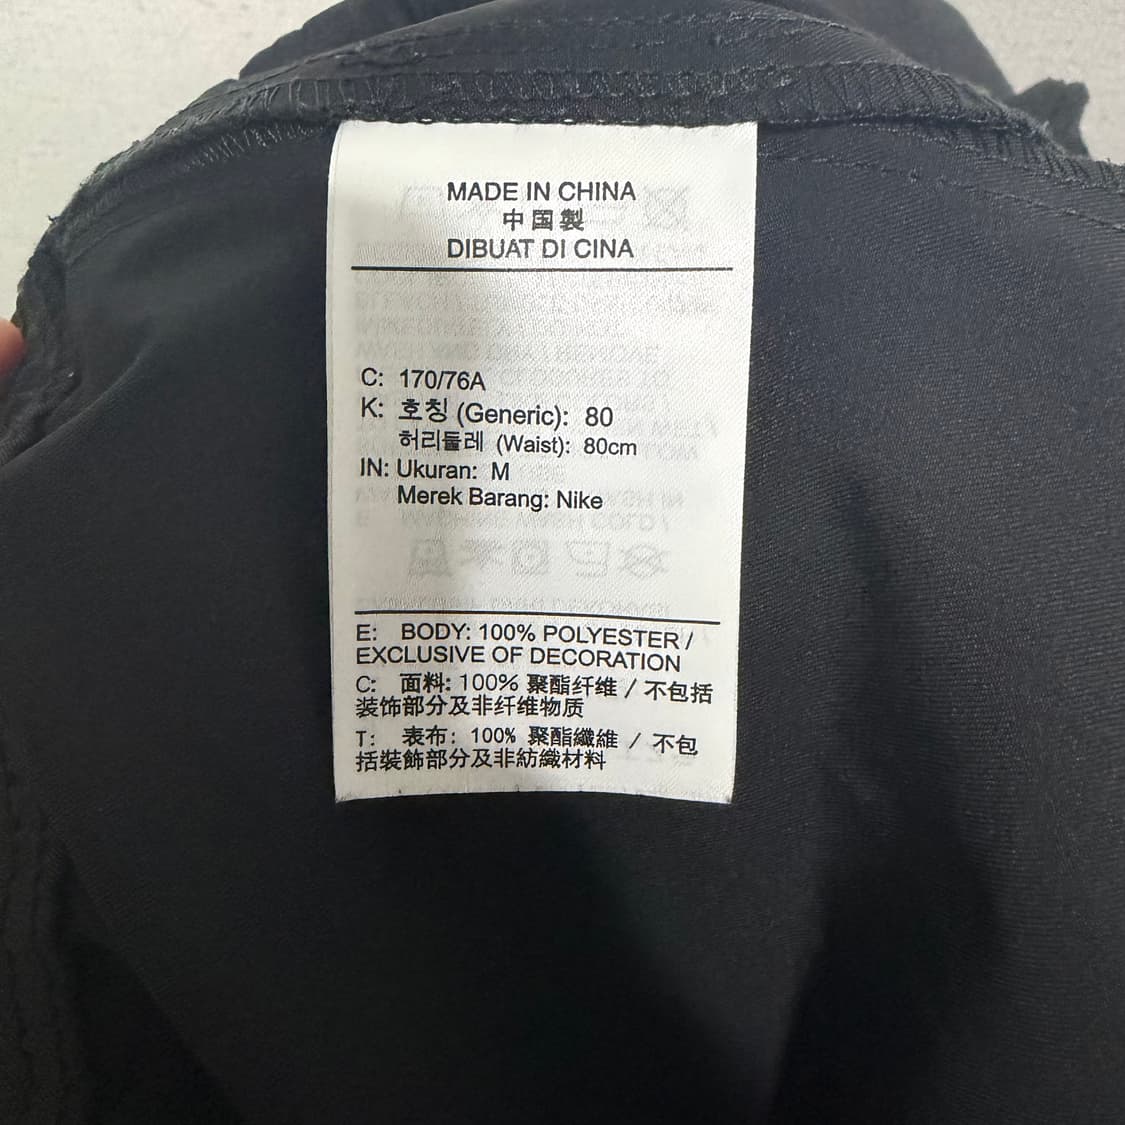 MADE IN CHINA
中国製
DIBUAT DI CINA
C: 170/76A
K: 호칭 (Generic): 80
허리둘레 (Waist): 80cm
IN: Ukuran: M
Merek Barang: Nike
E: BODY: 100% POLYESTER /
EXCLUSIVE OF DECORATION
C: 面料: 100% 聚酯纤维 / 不包括
装饰部分及非纤维物质
T: 表布: 100% 聚酯纖維 / 不包
括裝飾部分及非紡織材料